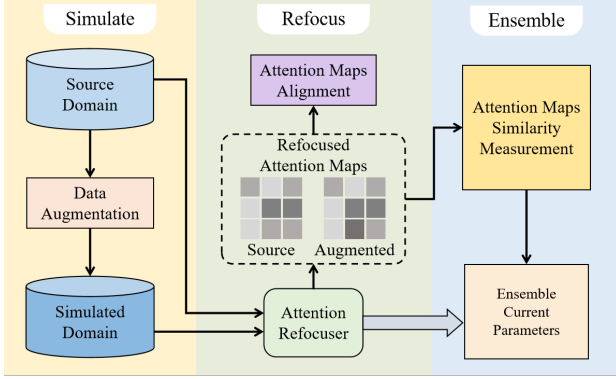 Simulate
Source
Domain
Data
Augmentation
Simulated
Domain
Refocus
Attention Maps
Alignment
Refocused
Attention Maps
Source Augmented
Attention
Refocuser
Ensemble
Attention Maps
Similarity
Measurement
Ensemble
Current
Parameters